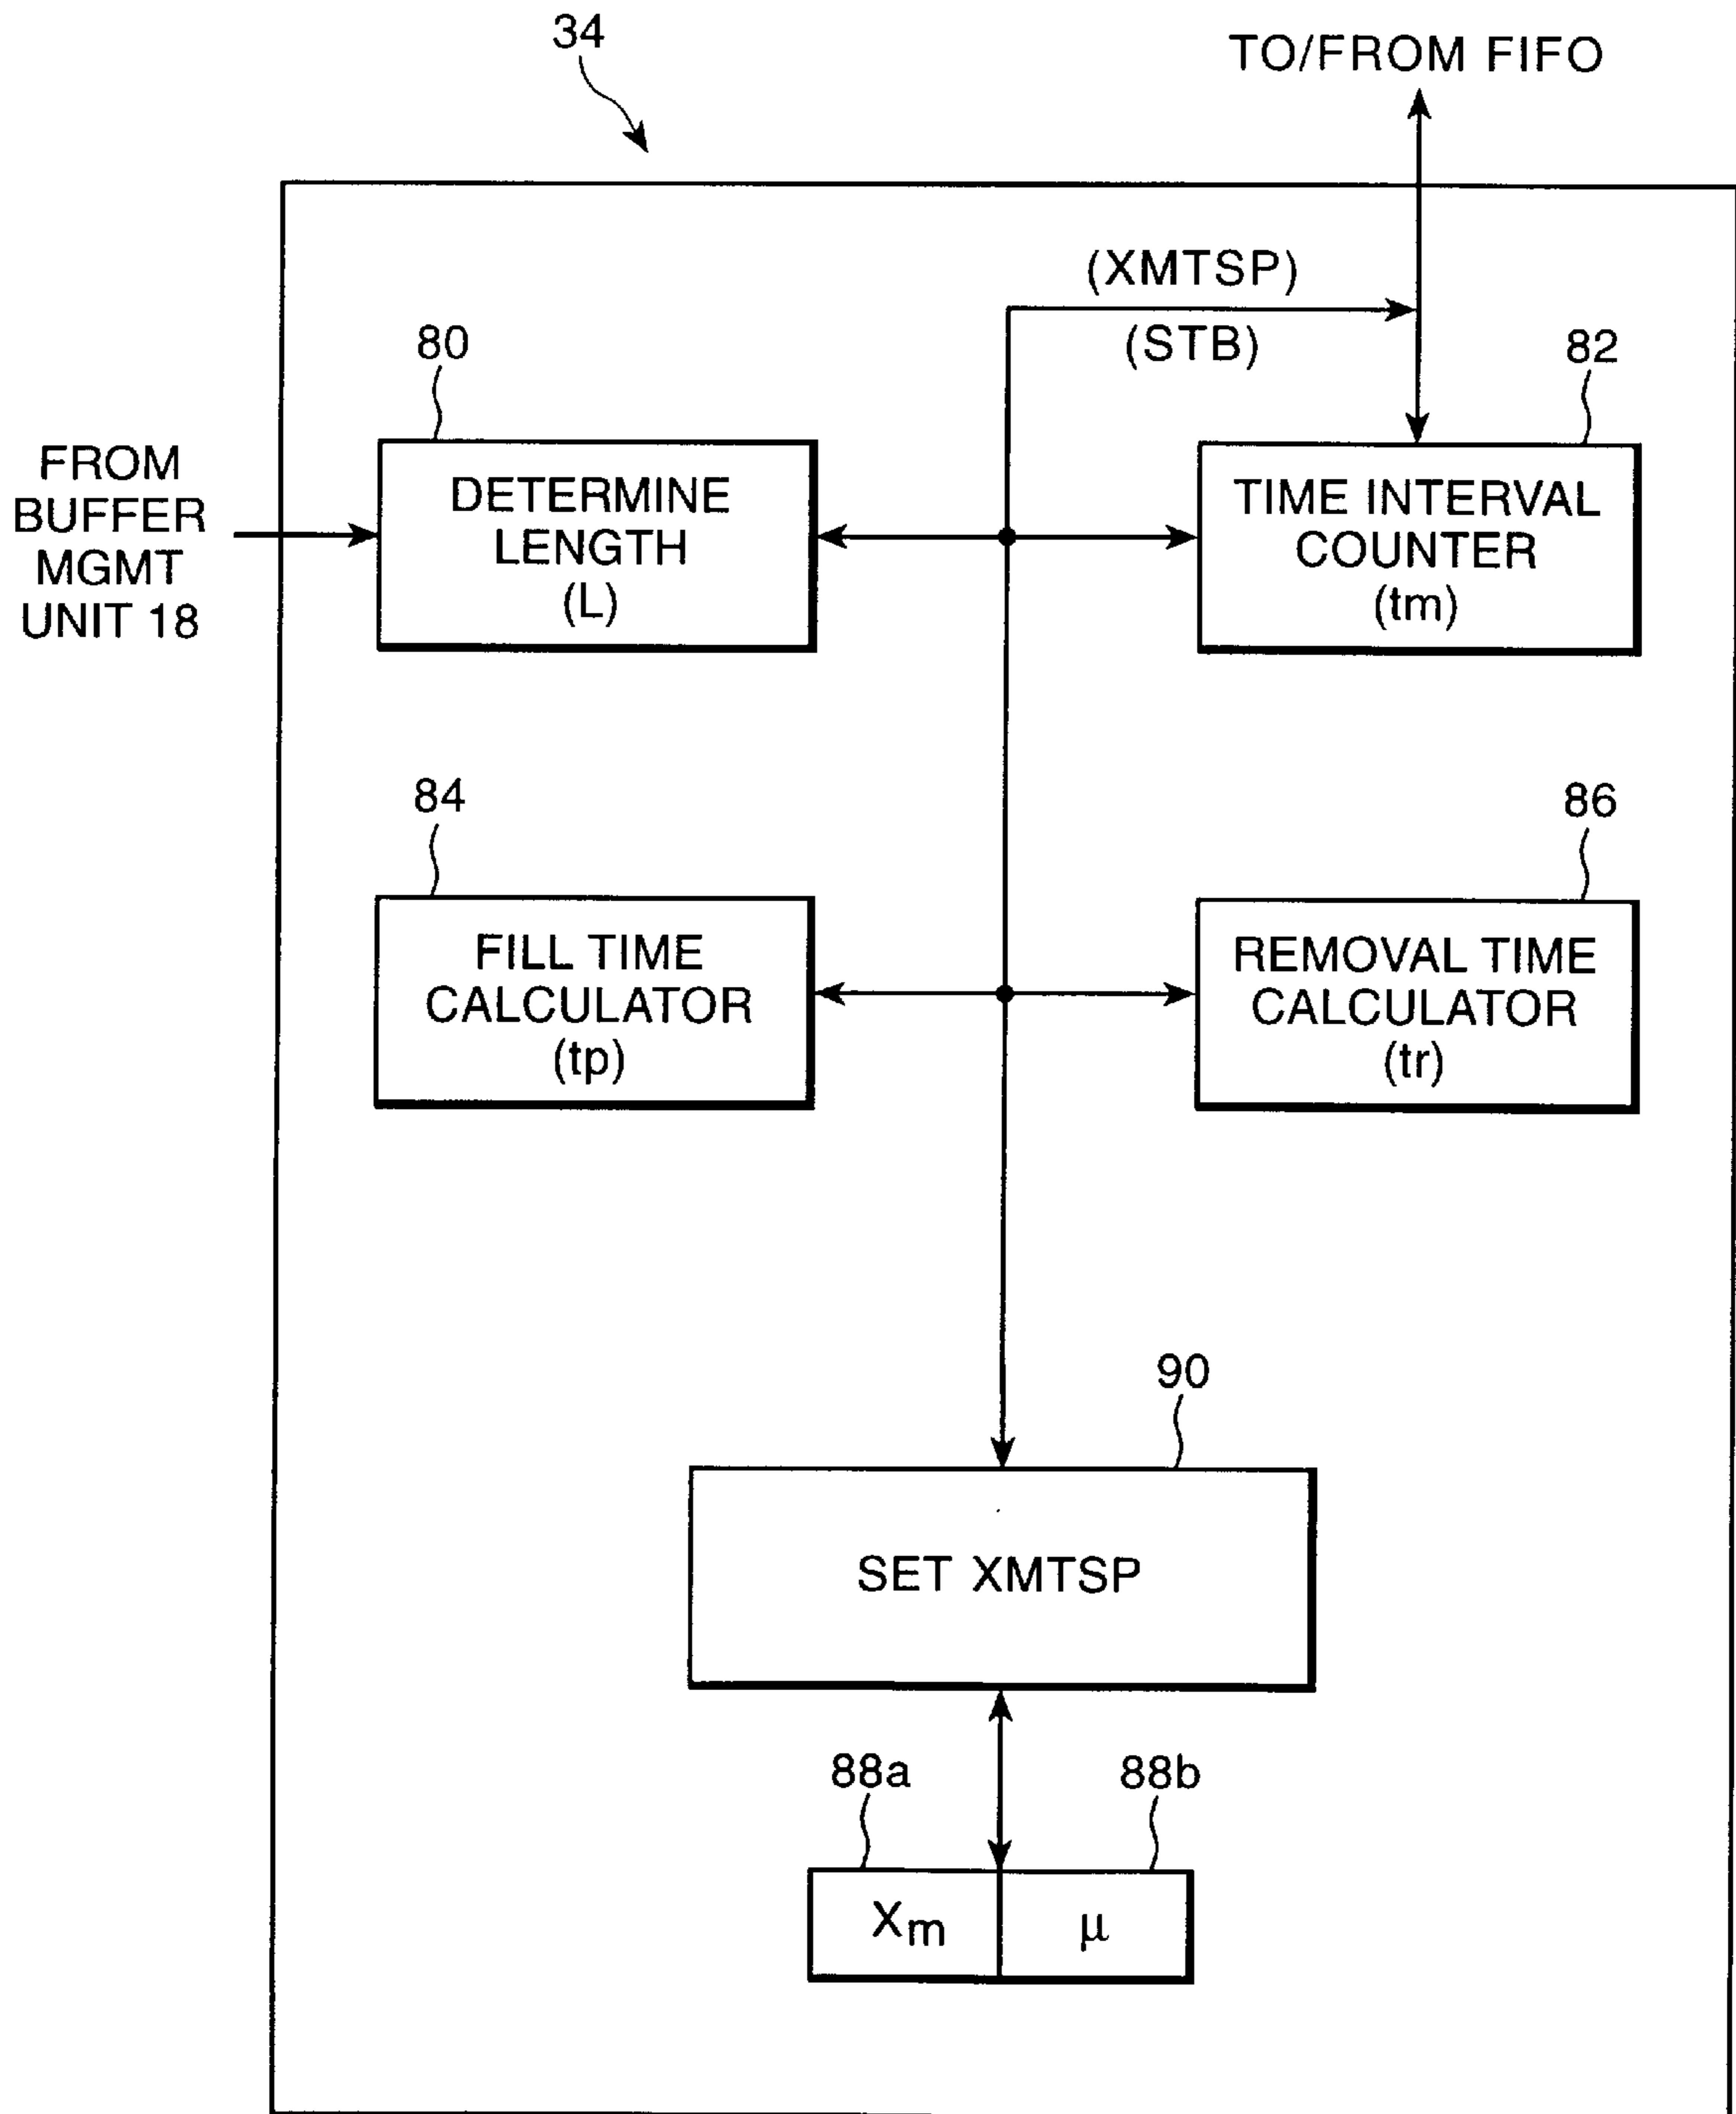 34
TO/FROM FIFO
(XMTSP)
(STB)
80
82
FROM
BUFFER
MGMT
UNIT 18
DETERMINE
LENGTH
(L)
TIME INTERVAL
COUNTER
(tm)
84
86
FILL TIME
CALCULATOR
(tp)
REMOVAL TIME
CALCULATOR
(tr)
90
SET XMTSP
88a
88b
Xm
μ